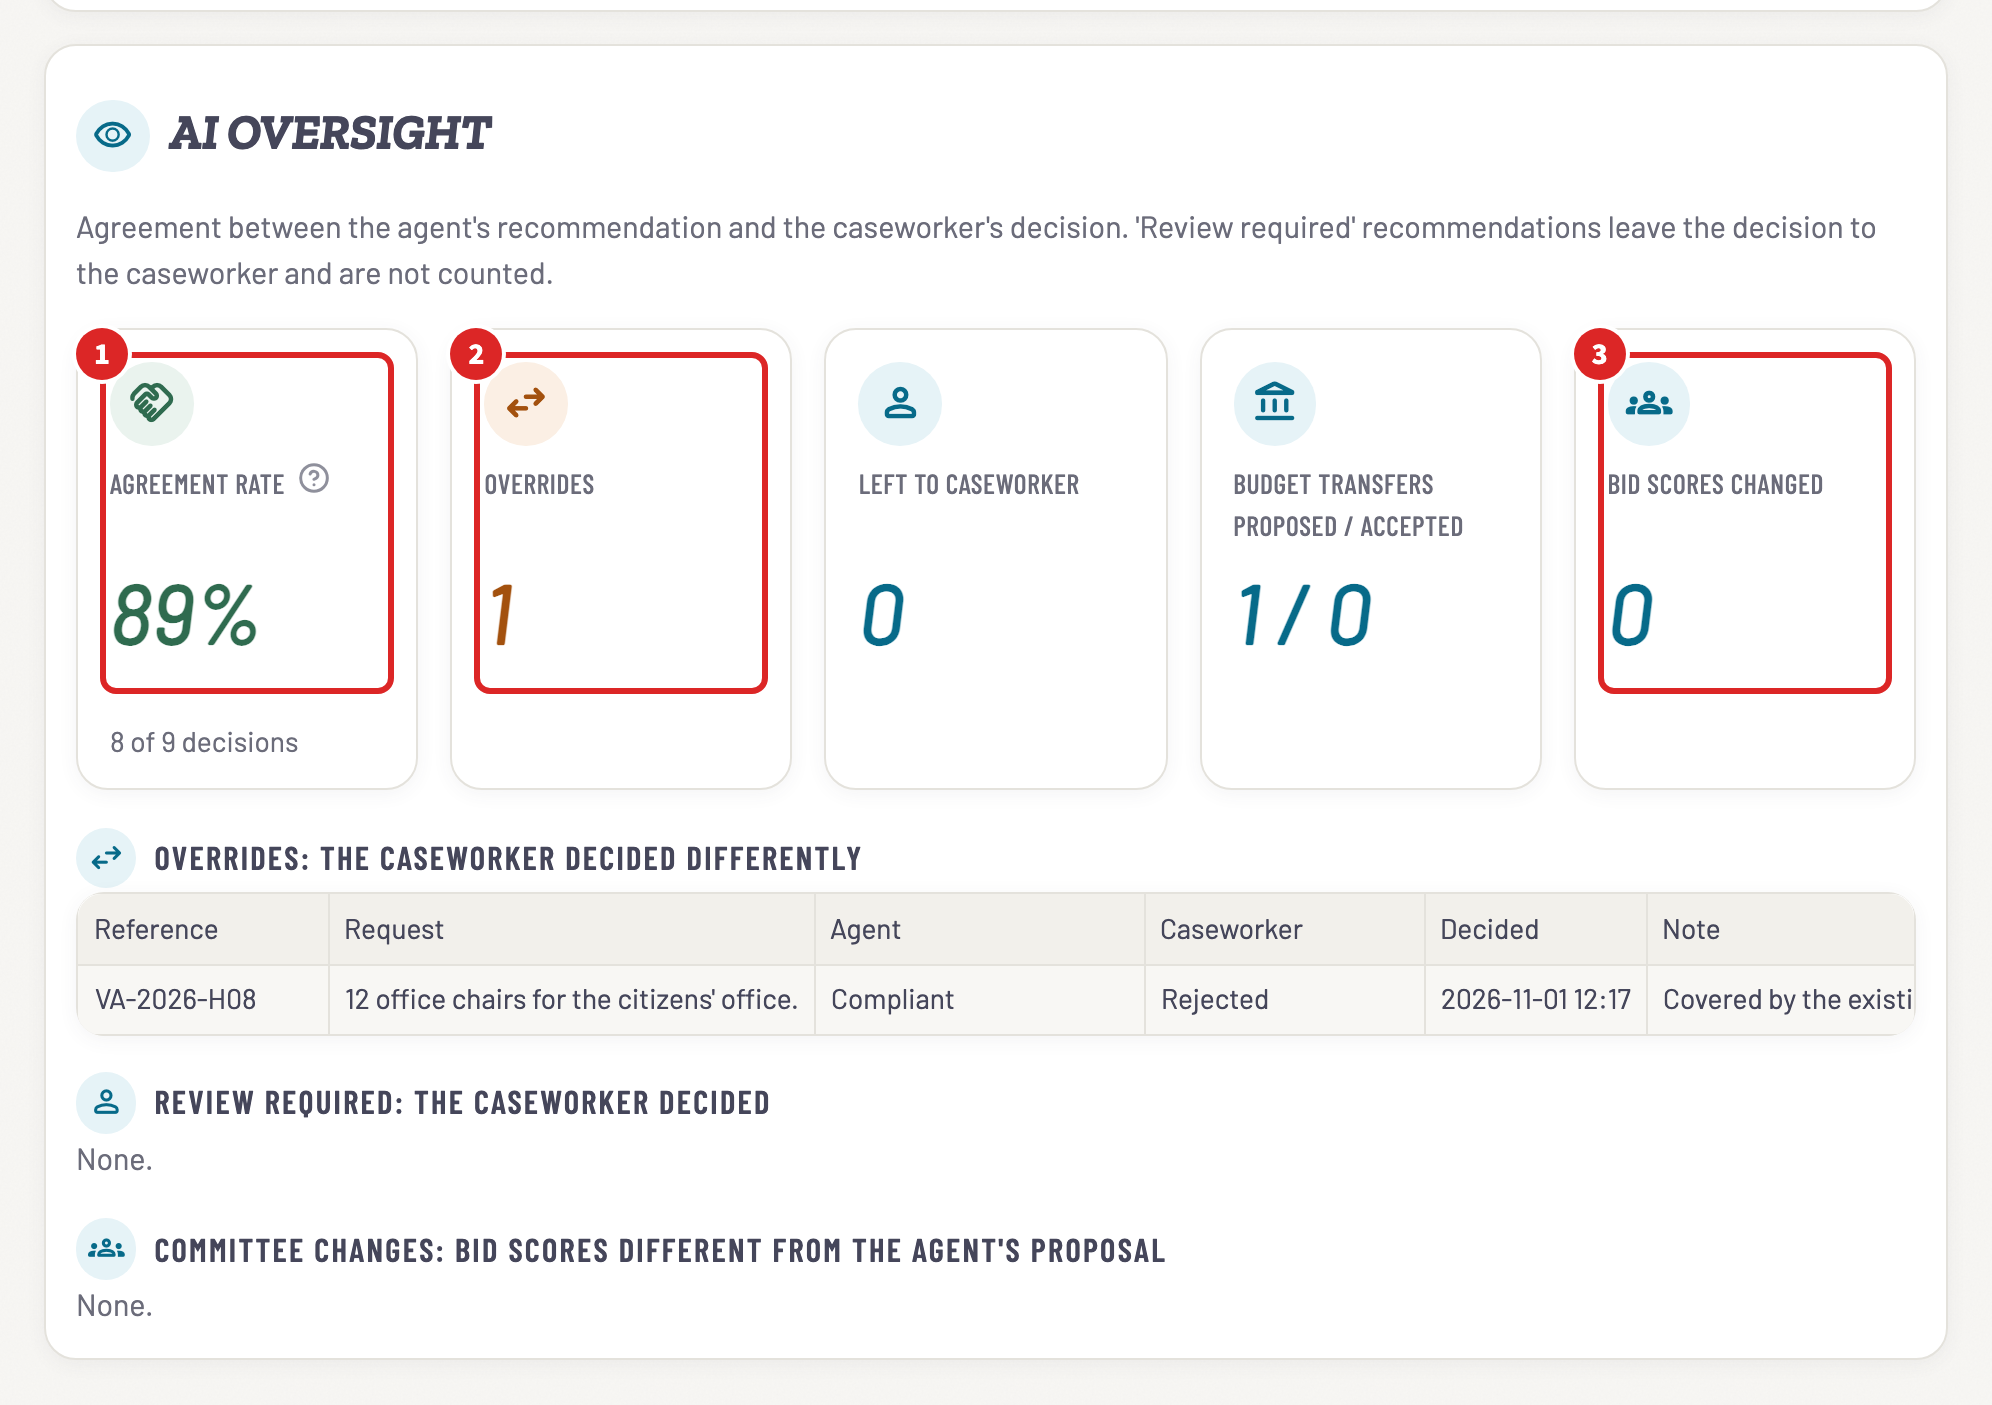 AI OVERSIGHT
Agreement between the agent's recommendation and the caseworker's decision. 'Review required' recommendations leave the decision to
the caseworker and are not counted.
1
AGREEMENT RATE ?
89%
8 of 9 decisions
2
OVERRIDES
1
LEFT TO CASEWORKER
0
BUDGET TRANSFERS
PROPOSED / ACCEPTED
1 / 0
3
BID SCORES CHANGED
0
OVERRIDES: THE CASEWORKER DECIDED DIFFERENTLY
Reference Request Agent Caseworker Decided Note
VA-2026-H08 12 office chairs for the citizens' office. Compliant Rejected 2026-11-01 12:17 Covered by the existi
REVIEW REQUIRED: THE CASEWORKER DECIDED
None.
COMMITTEE CHANGES: BID SCORES DIFFERENT FROM THE AGENT'S PROPOSAL
None.